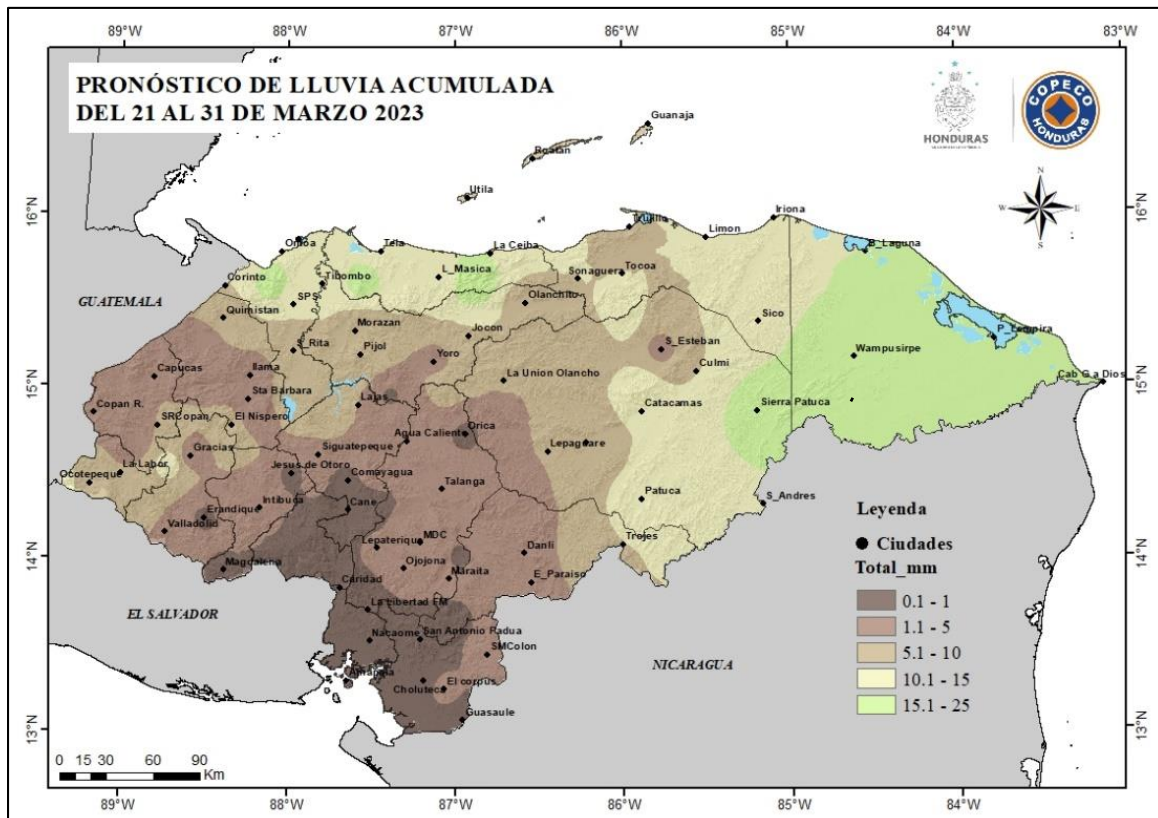 89°W 88°W 87°W 86°W 85°W 84°W 83°W
PRONÓSTICO DE LLUVIA ACUMULADA
DEL 21 AL 31 DE MARZO 2023
HONDURAS
COPECO
HONDURAS
N
W E
S
Guanaja
Roatan
Utila
16°N 16°N
Trujillo
Iriona
Limon
Omoa
Tela
La Ceiba
B_Laguna
Corinto
Tibombo
L_Masica
Sonaguera
Tocoa
GUATEMALA
SPS
Olanchito
Quimistan
Sico
Morazan
Jocon
P_Lempira
S_Rita
Pijol
S_Esteban
Wampusirpe
Yoro
Capucas
Ilama
La Union Olancho
Culmi
15°N 15°N
Cab G a Dios
Sta Barbara
Lajas
Copan R.
Catacamas
Sierra Patuca
SRCopan
El Nispero
Agua Caliente
Orica
Gracias
Siguatepeque
Lepaguare
La Labor
Jesus de Otoro
Ocotepeque
Comayagua
Talanga
Patuca
S_Andres
Erandique
Intibuca
Cane
Valladolid
Lepaterique
MDC
Danli
Trojes
14°N 14°N
Magdalena
Ojojona
Maraita
E_Paraiso
Caridad
EL SALVADOR
La Libertad FM
Nacaome
San Antonio Padua
SMColon
NICARAGUA
Amapala
Choluteca
El corpus
Guasaule
13°N 13°N
Leyenda
Ciudades
Total_mm
0.1 - 1
1.1 - 5
5.1 - 10
10.1 - 15
15.1 - 25
0 15 30 60 90
Km
89°W 88°W 87°W 86°W 85°W 84°W